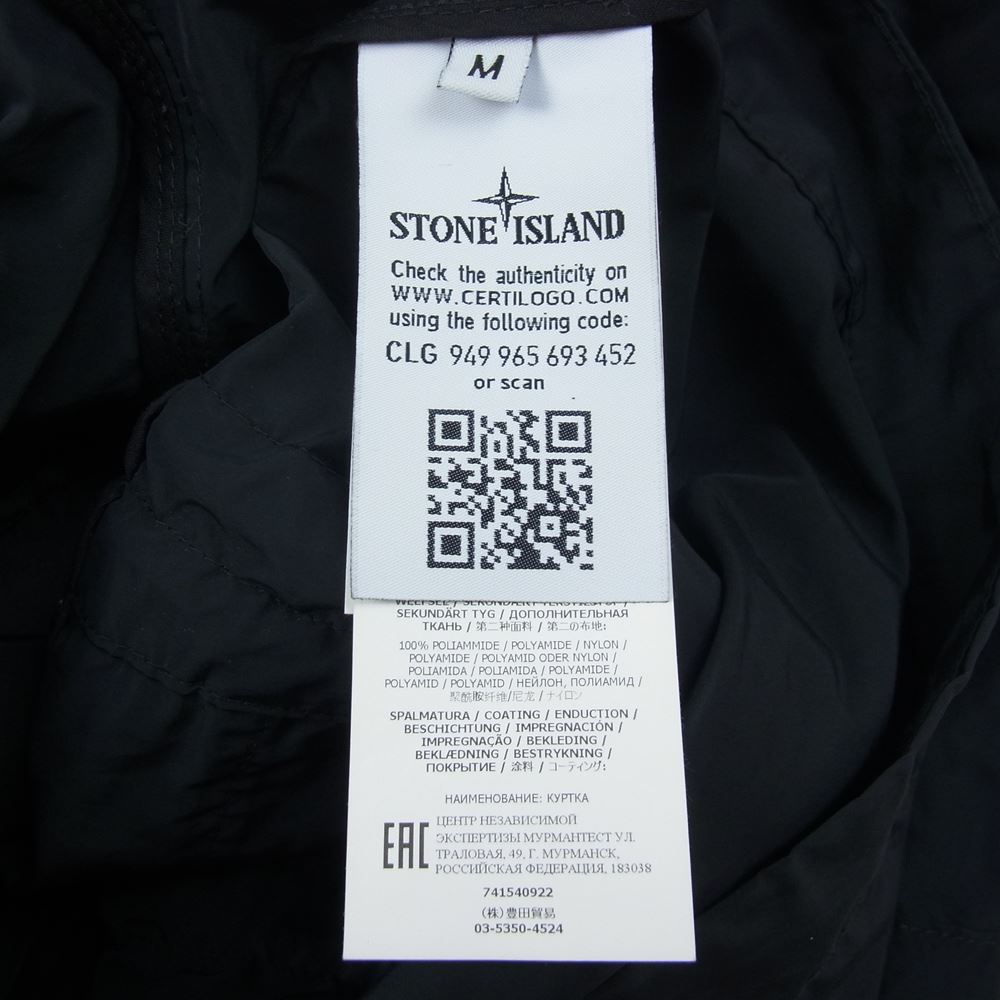 M
STONE ISLAND
Check the authenticity on
WWW.CERTILOGO.COM
using the following code:
CLG 949 965 693 452
or scan
SEKUNDÄRT TYG / ДОПОЛНИТЕЛЬНАЯ
ТКАНЬ / 第二种面料 / 第二の布地:
100% POLIAMMIDE / POLYAMIDE / NYLON /
POLYAMIDE / POLYAMID ODER NYLON /
POLIAMIDA / POLIAMIDA / POLYAMIDE /
POLYAMID / POLYAMID / НЕЙЛОН, ПОЛИАМИД /
聚酰胺纤维/尼龙 / ナイロン
SPALMATURA / COATING / ENDUCTION /
BESCHICHTUNG / IMPREGNACIÓN /
IMPREGNAÇÃO / BEKLEDING /
BEKLÆDNING / BESTRYKNING /
ПОКРЫТИЕ / 涂料 / コーティング:
НАИМЕНОВАНИЕ: КУРТКА
EAC
ЦЕНТР НЕЗАВИСИМОЙ
ЭКСПЕРТИЗЫ МУРМАНТЕСТ УЛ.
ТРАЛОВАЯ, 49, Г. МУРМАНСК,
РОССИЙСКАЯ ФЕДЕРАЦИЯ, 183038
741540922
(株)豊田貿易
03-5350-4524